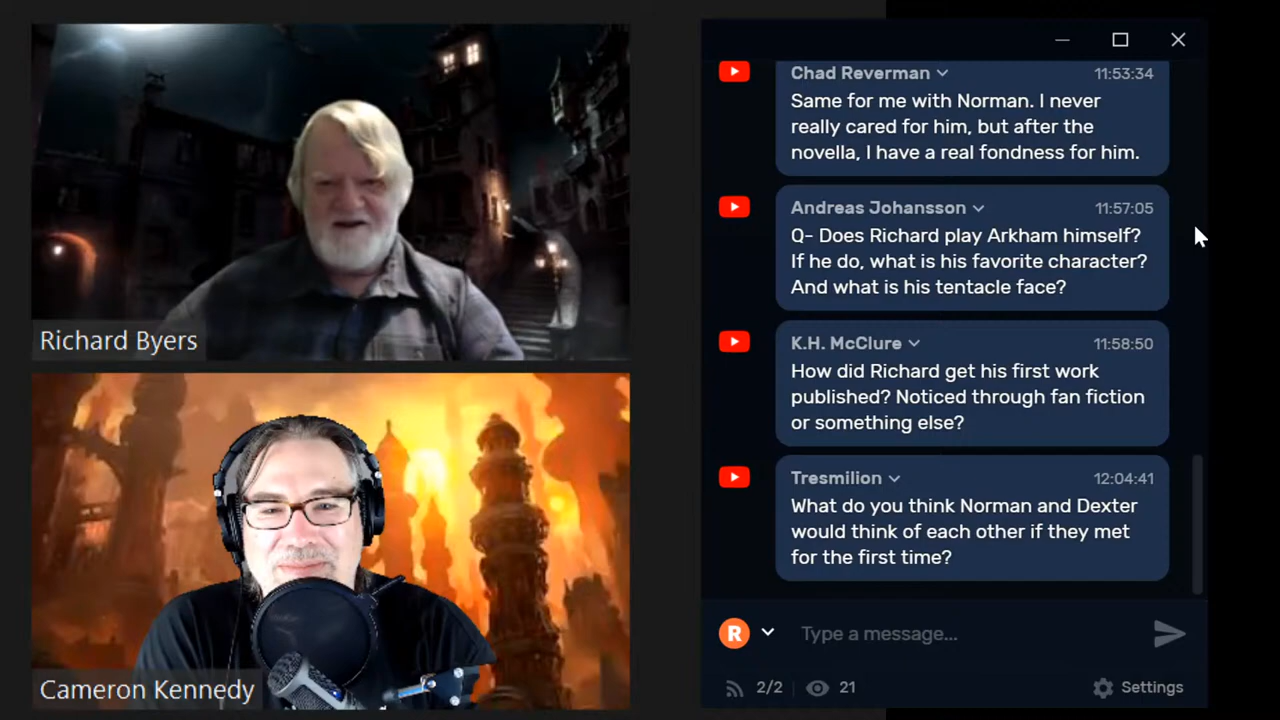 Richard Byers
Cameron Kennedy
Chad Reverman 11:53:34
Same for me with Norman. I never
really cared for him, but after the
novella, I have a real fondness for him.
Andreas Johansson 11:57:05
Q- Does Richard play Arkham himself?
If he do, what is his favorite character?
And what is his tentacle face?
K.H. McClure 11:58:50
How did Richard get his first work
published? Noticed through fan fiction
or something else?
Tresmilion 12:04:41
What do you think Norman and Dexter
would think of each other if they met
for the first time?
R Type a message...
2/2 21 Settings